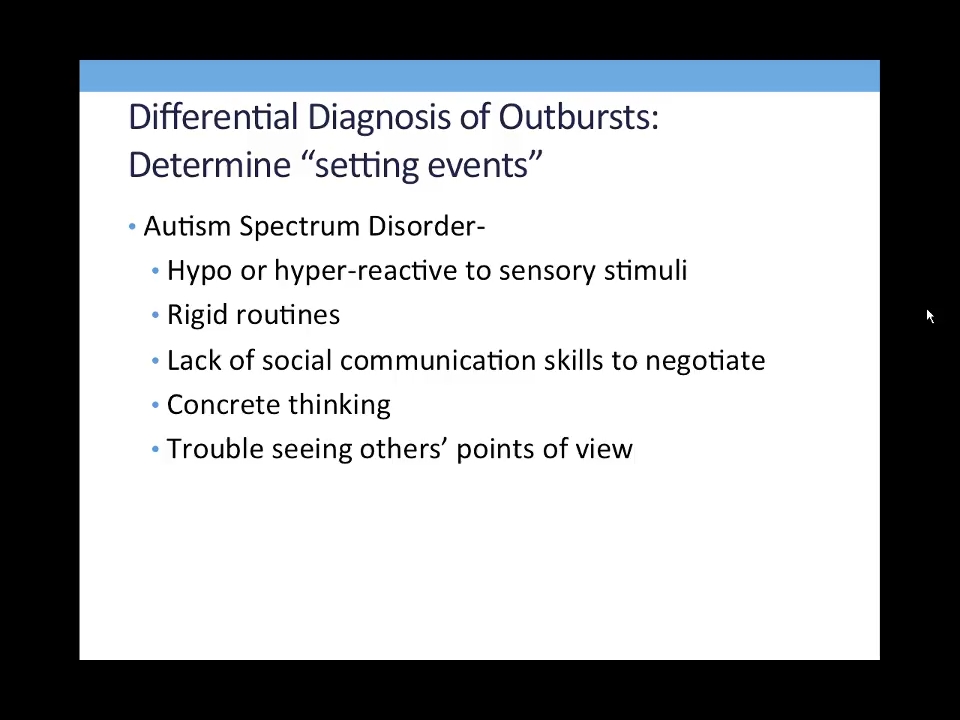 Differential Diagnosis of Outbursts:
Determine “setting events”
• Autism Spectrum Disorder-
• Hypo or hyper-reactive to sensory stimuli
• Rigid routines
• Lack of social communication skills to negotiate
• Concrete thinking
• Trouble seeing others’ points of view